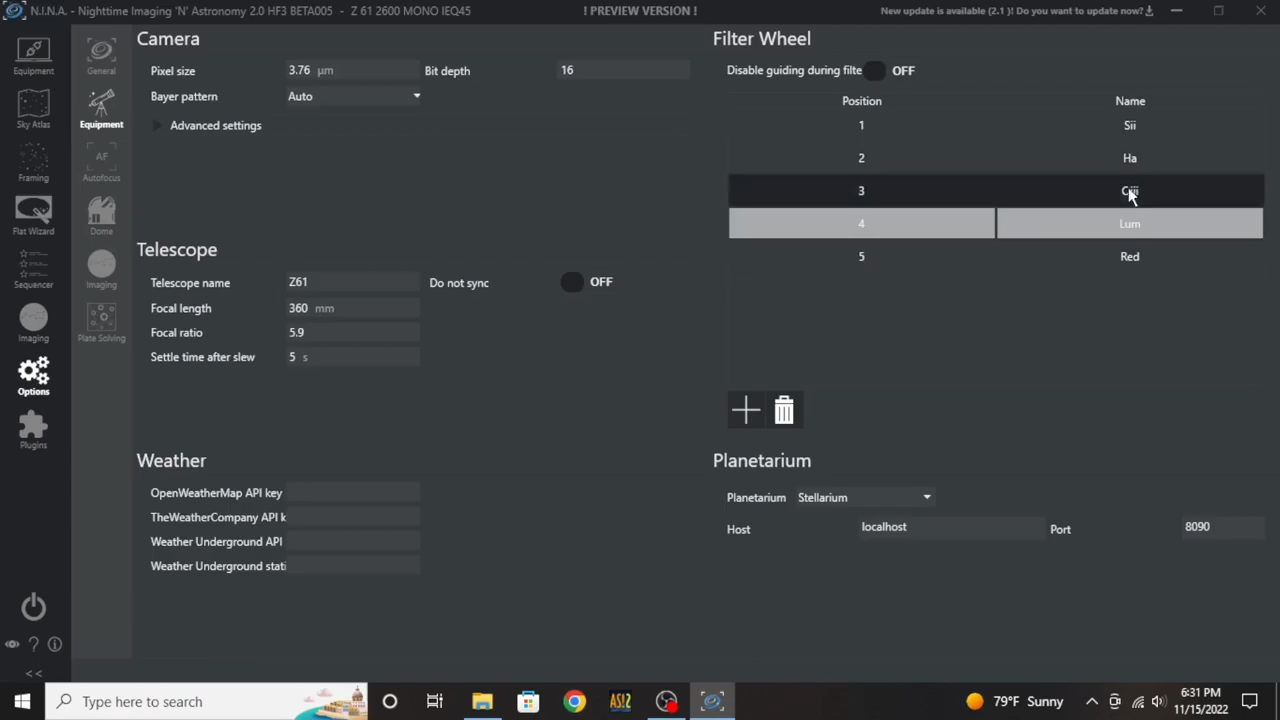 N.I.N.A. - Nighttime Imaging 'N' Astronomy 2.0 HF3 BETA005 - Z 61 2600 MONO IEQ45
! PREVIEW VERSION !
New update is available (2.1 )! Do you want to update now?
Equipment
Sky Atlas
Framing
Flat Wizard
Sequencer
Imaging
Options
Plugins
<<
General
Equipment
AF
Autofocus
Dome
Imaging
Plate Solving
Camera
Pixel size 3.76 μm Bit depth 16
Bayer pattern Auto
Advanced settings
Telescope
Telescope name Z61 Do not sync OFF
Focal length 360 mm
Focal ratio 5.9
Settle time after slew 5 s
Weather
OpenWeatherMap API key
TheWeatherCompany API k
Weather Underground API
Weather Underground stati
Filter Wheel
Disable guiding during filte OFF
Position Name
1 Sii
2 Ha
3
4 Lum
5 Red
Planetarium
Planetarium Stellarium
Host localhost Port 8090
Type here to search
AS!2
79°F Sunny
6:31 PM
11/15/2022